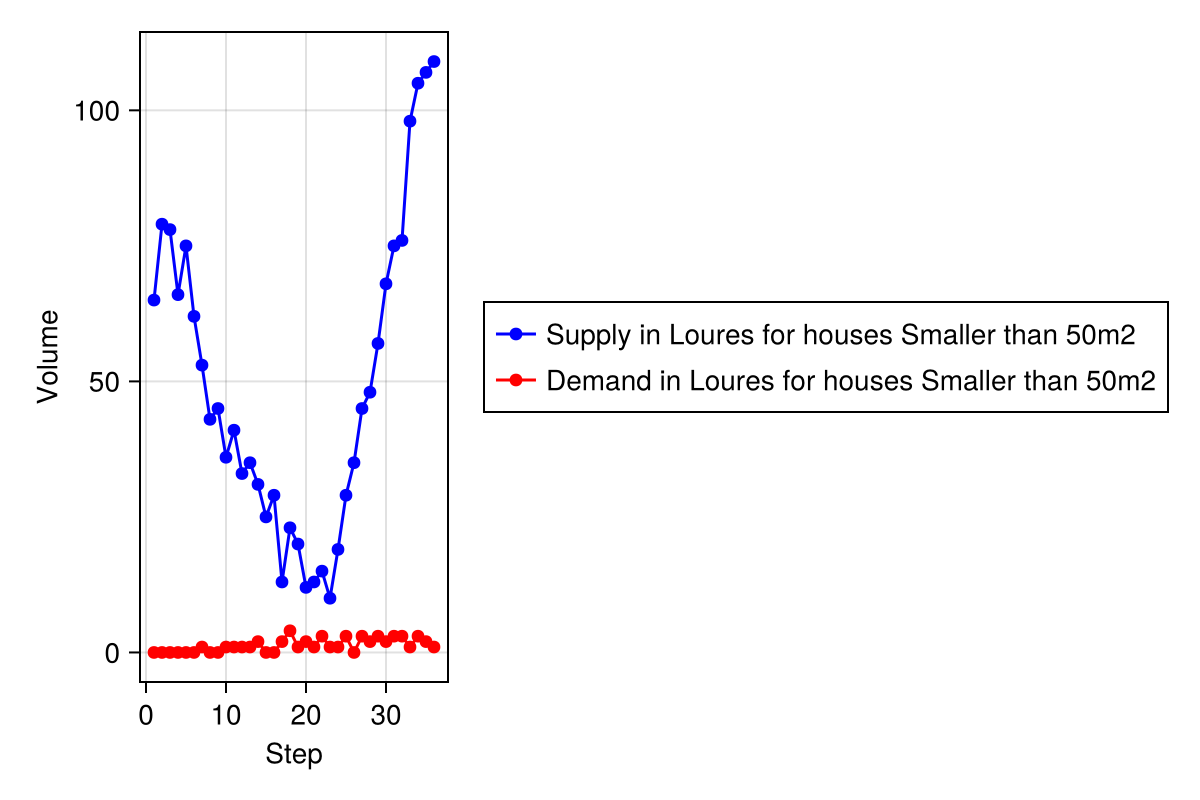 100
50
0
Volume
0 10 20 30
Step
Supply in Loures for houses Smaller than 50m2
Demand in Loures for houses Smaller than 50m2